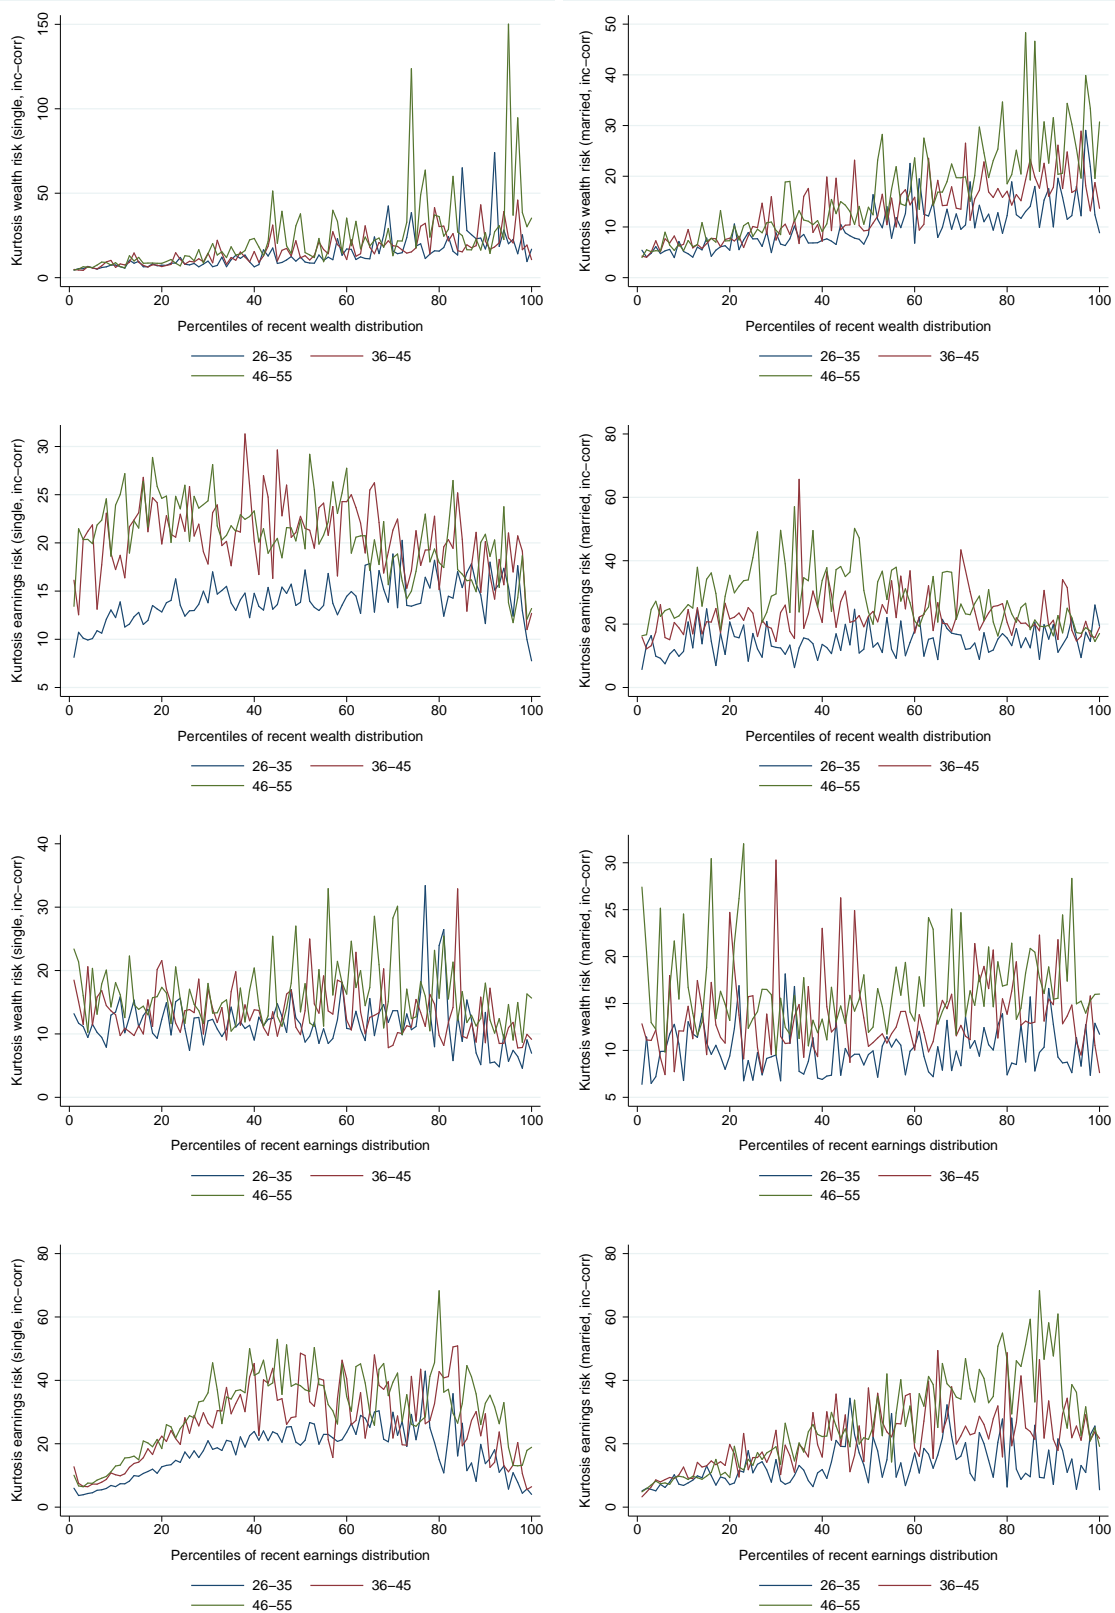 Kurtosis wealth risk (single, inc−corr)
150
100
50
0
0 20 40 60 80 100
Percentiles of recent wealth distribution
26−35 36−45
46−55
Kurtosis wealth risk (married, inc−corr)
50
40
30
20
10
0
0 20 40 60 80 100
Percentiles of recent wealth distribution
26−35 36−45
46−55
Kurtosis earnings risk (single, inc−corr)
30
25
20
15
10
5
0 20 40 60 80 100
Percentiles of recent wealth distribution
26−35 36−45
46−55
Kurtosis earnings risk (married, inc−corr)
80
60
40
20
0
0 20 40 60 80 100
Percentiles of recent wealth distribution
26−35 36−45
46−55
Kurtosis wealth risk (single, inc−corr)
40
30
20
10
0
0 20 40 60 80 100
Percentiles of recent earnings distribution
26−35 36−45
46−55
Kurtosis wealth risk (married, inc−corr)
30
25
20
15
10
5
0 20 40 60 80 100
Percentiles of recent earnings distribution
26−35 36−45
46−55
Kurtosis earnings risk (single, inc−corr)
80
60
40
20
0
0 20 40 60 80 100
Percentiles of recent earnings distribution
26−35 36−45
46−55
Kurtosis earnings risk (married, inc−corr)
80
60
40
20
0
0 20 40 60 80 100
Percentiles of recent earnings distribution
26−35 36−45
46−55